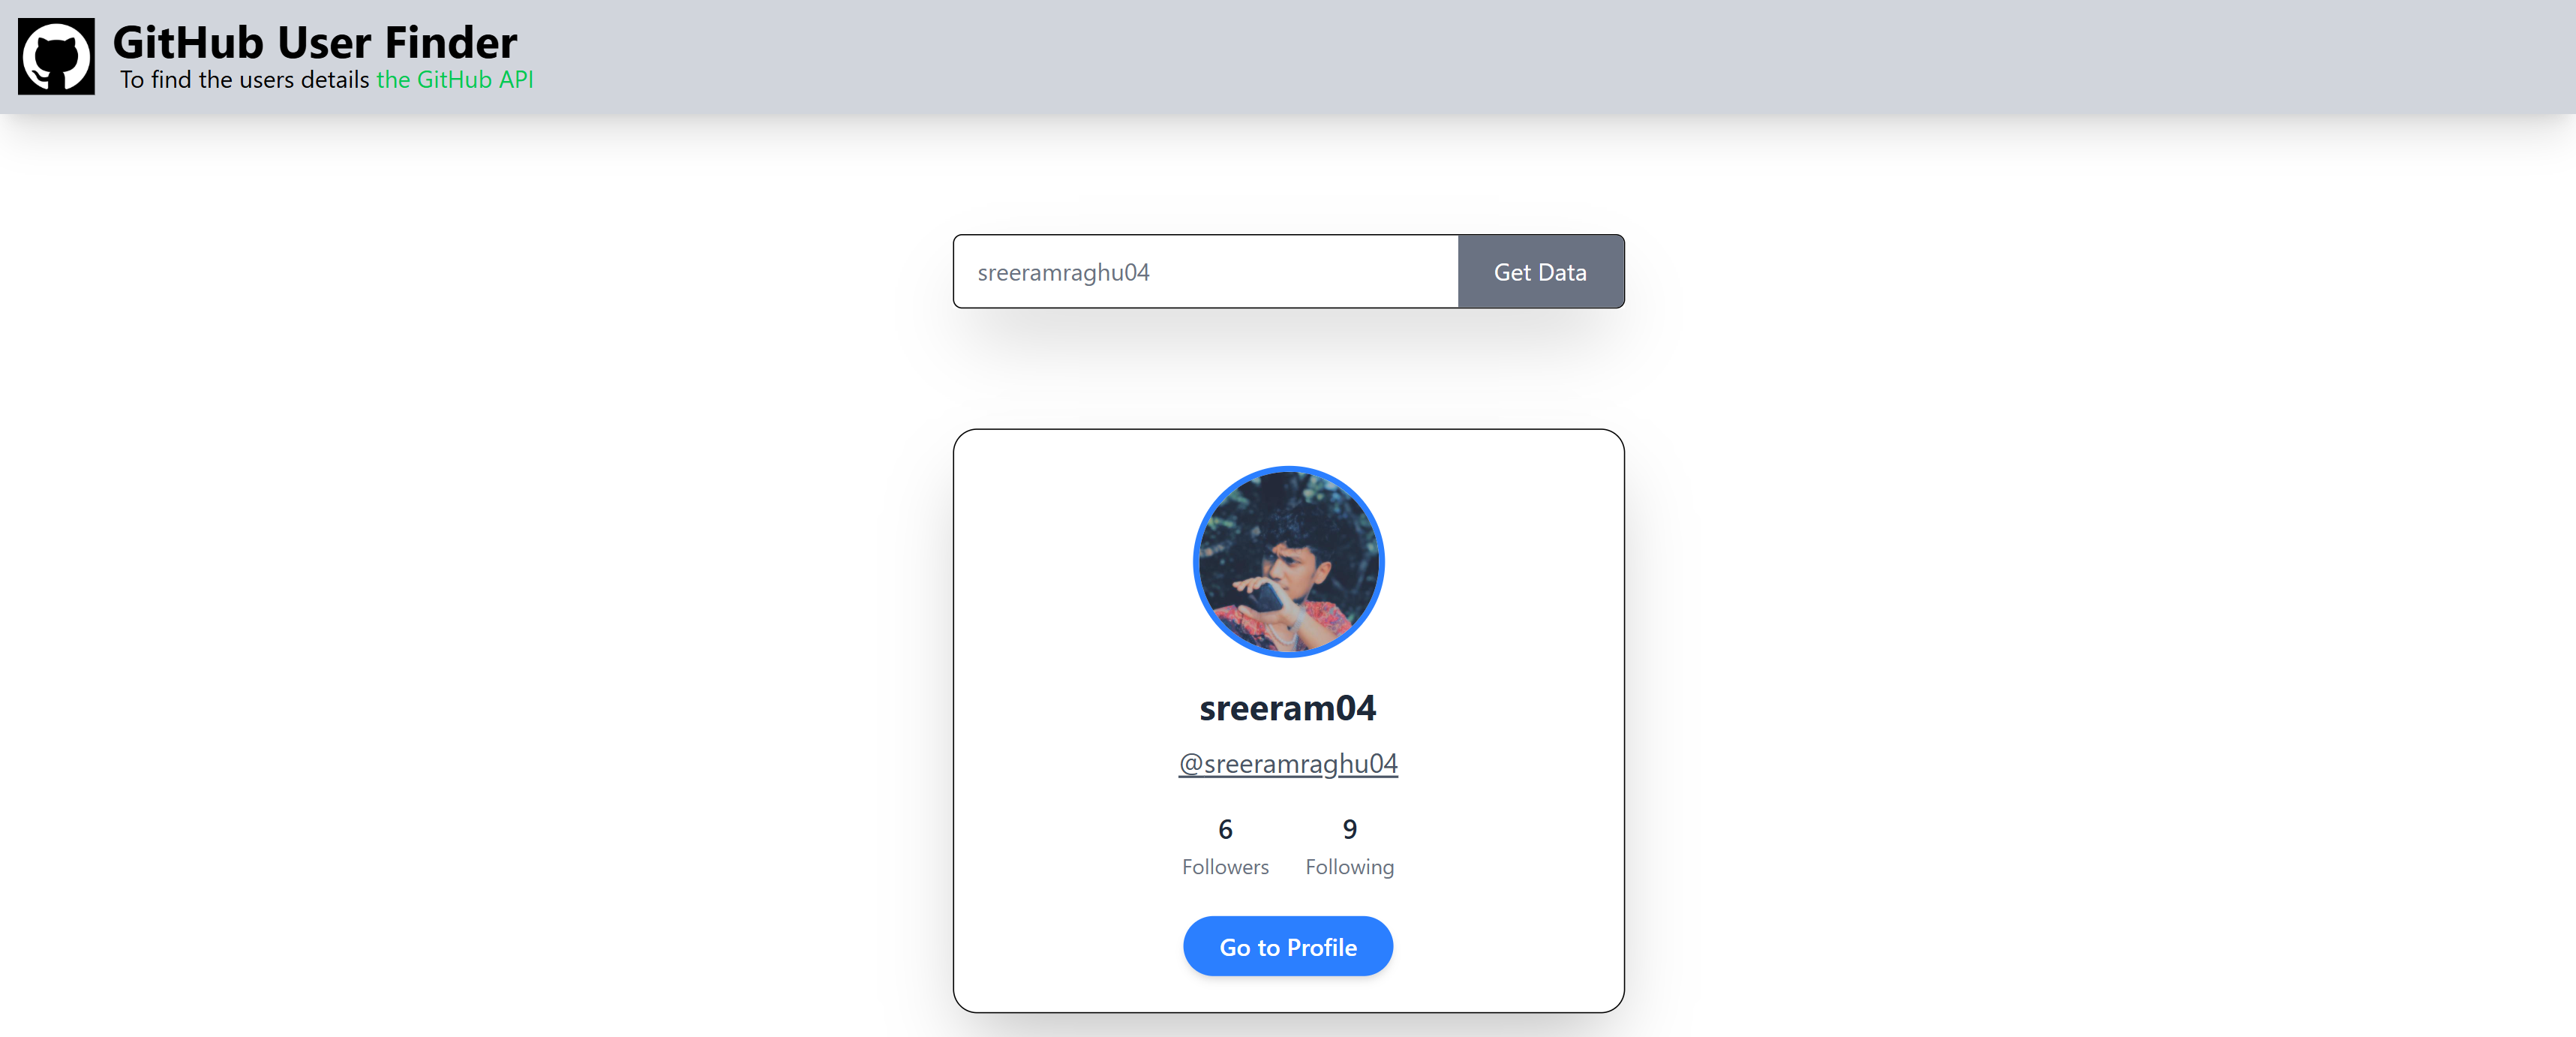 GitHub User Finder
To find the users details the GitHub API
sreeramraghu04
Get Data
sreeram04
@sreeramraghu04
6 9
Followers Following
Go to Profile